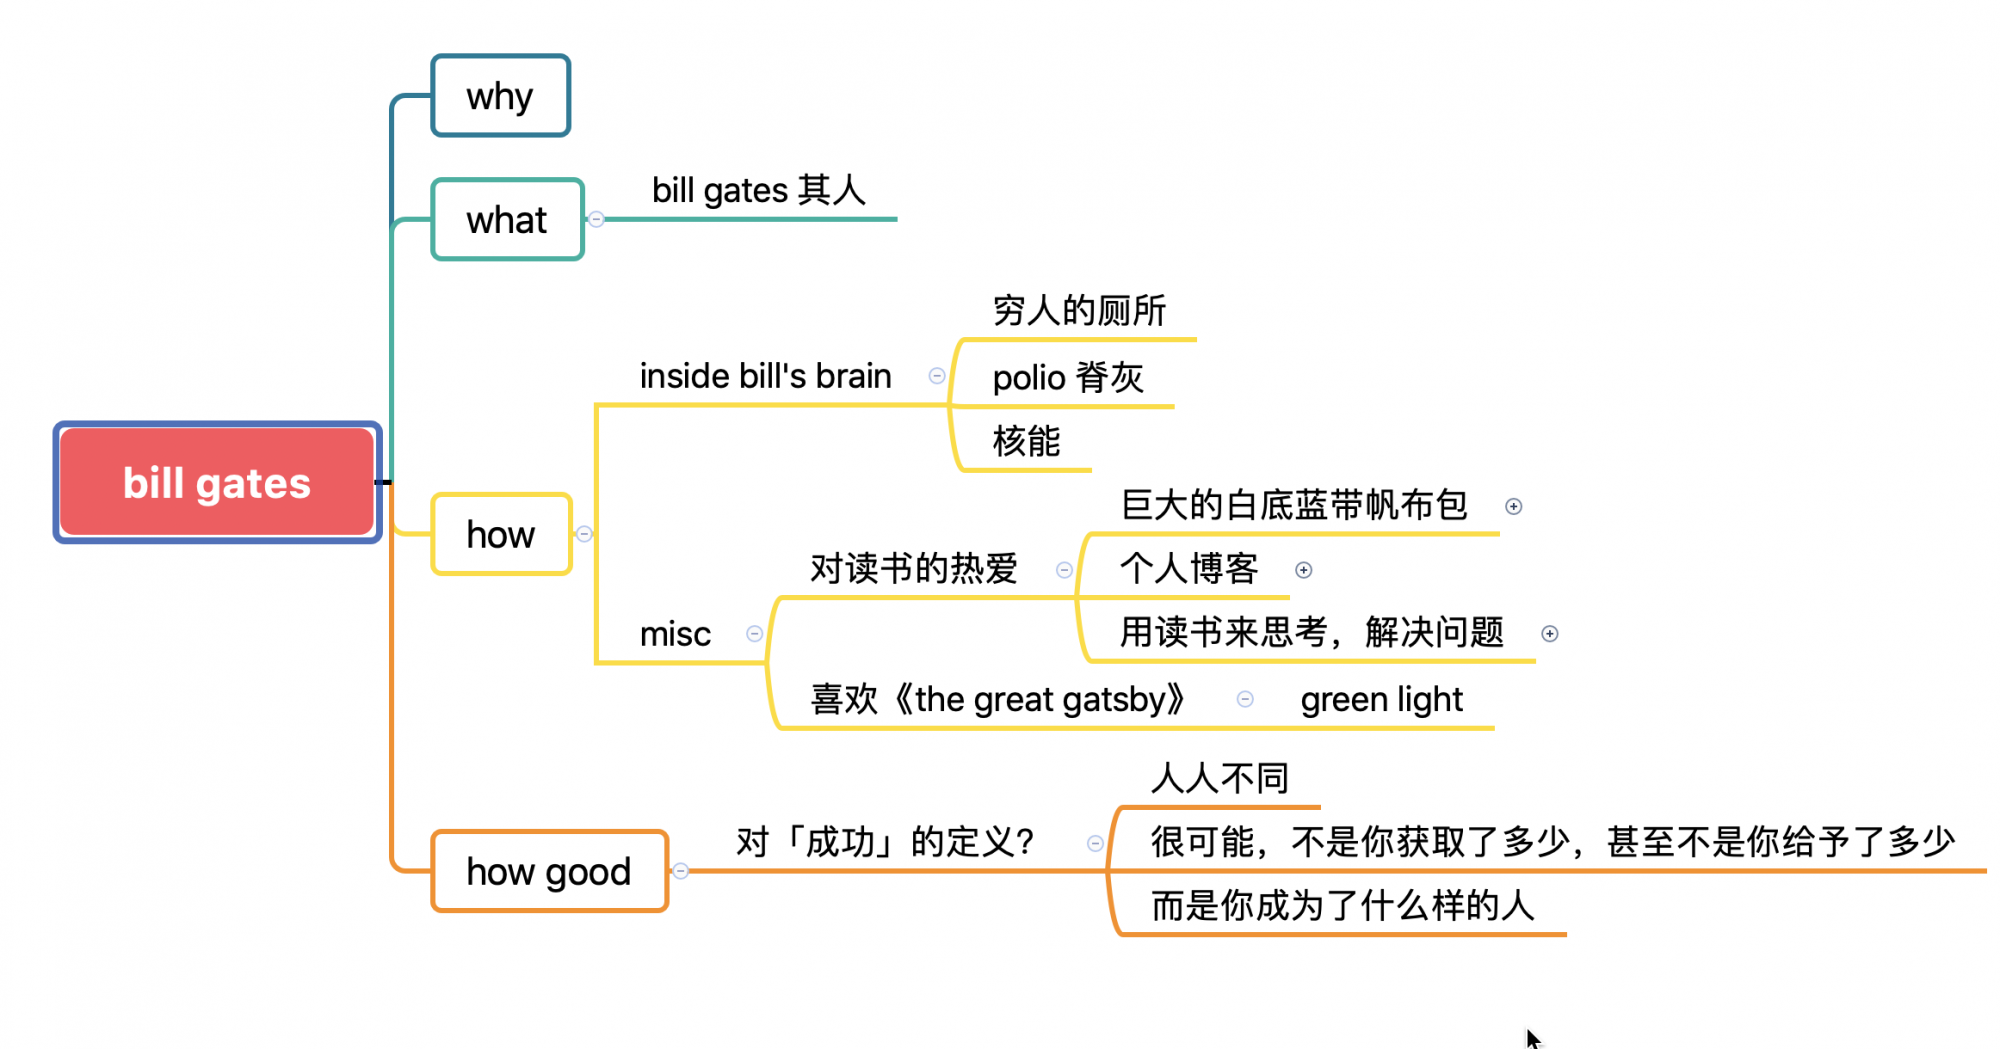 why
what
bill gates 其人
穷人的厕所
inside bill's brain
polio 脊灰
核能
bill gates
how
巨大的白底蓝带帆布包
对读书的热爱
个人博客
misc
用读书来思考，解决问题
喜欢《the great gatsby》
green light
人人不同
how good
对「成功」的定义？
很可能，不是你获取了多少，甚至不是你给予了多少
而是你成为了什么样的人